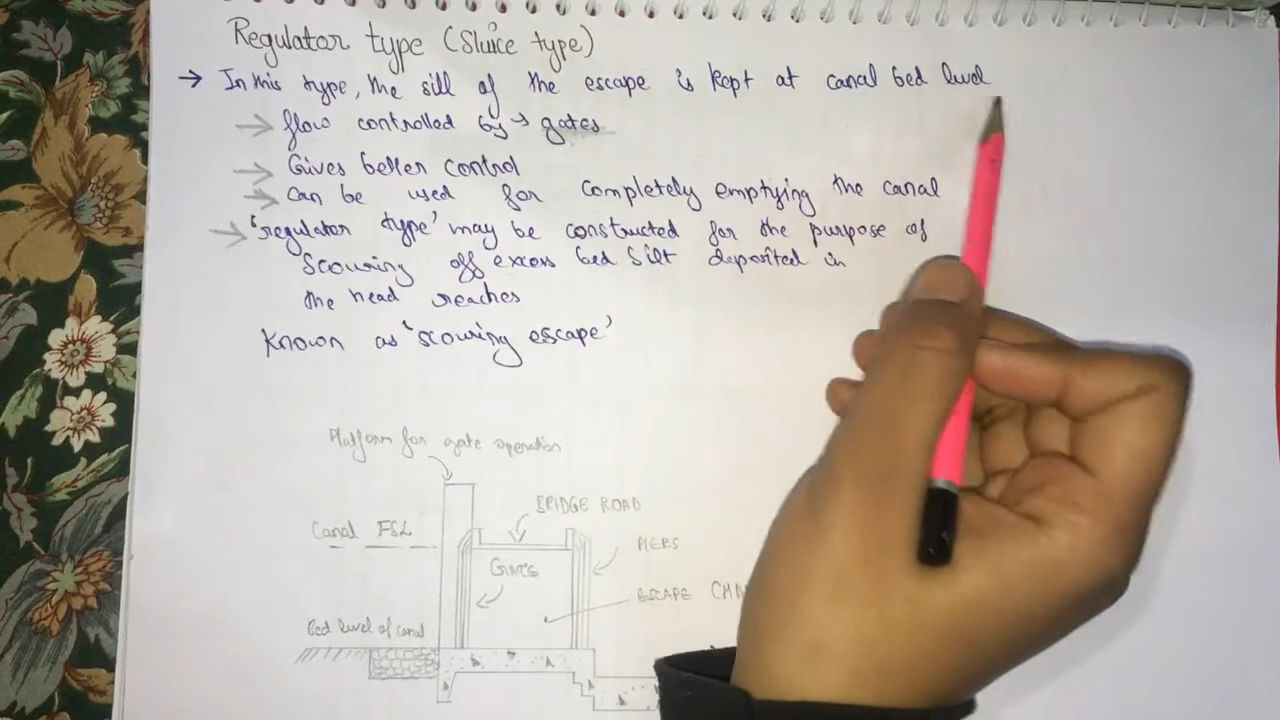 Regulator type (Sluice type)
→ In this type, the sill of the escape is kept at canal bed level
→ flow controlled by → gates
→ Gives better control
→ can be used for completely emptying the canal
→ 'regulator type' may be constructed for the purpose of
scouring off excess bed silt deposited in
the head reaches
Known as 'scouring escape'
Platform for gate operation
BRIDGE ROAD
Canal FSL
PIERS
GATES
ESCAPE
Bed level of canal